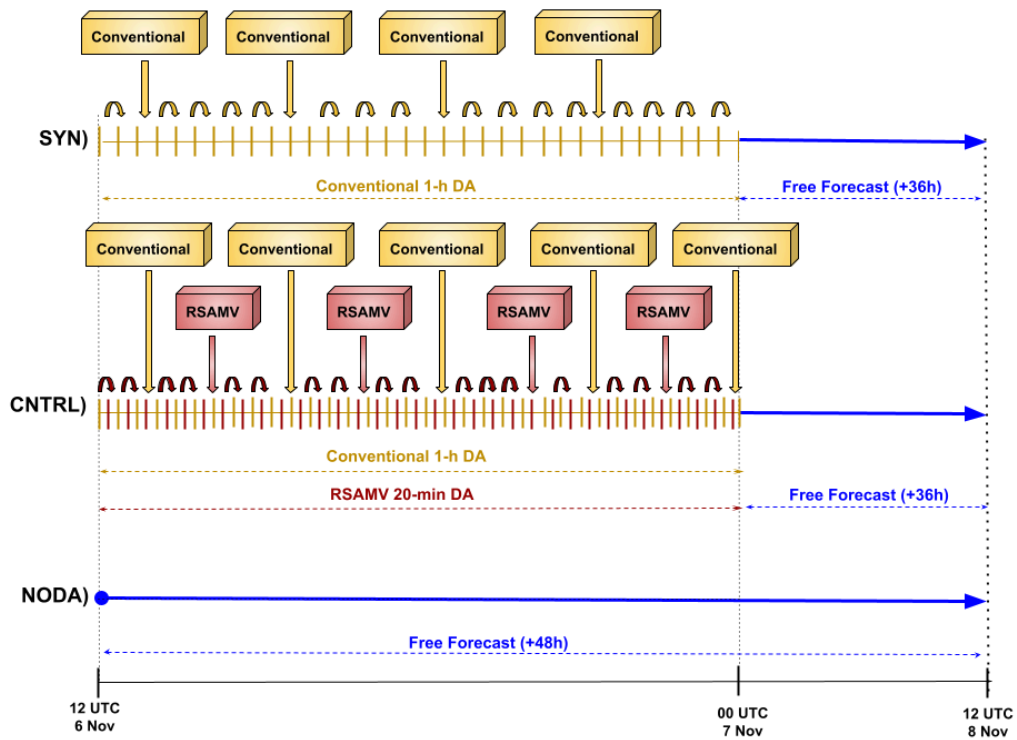 Conventional Conventional Conventional Conventional
SYN)
Conventional 1-h DA Free Forecast (+36h)
Conventional Conventional Conventional Conventional Conventional
RSAMV RSAMV RSAMV RSAMV
CNTRL)
Conventional 1-h DA
RSAMV 20-min DA Free Forecast (+36h)
NODA)
Free Forecast (+48h)
12 UTC 00 UTC 12 UTC
6 Nov 7 Nov 8 Nov